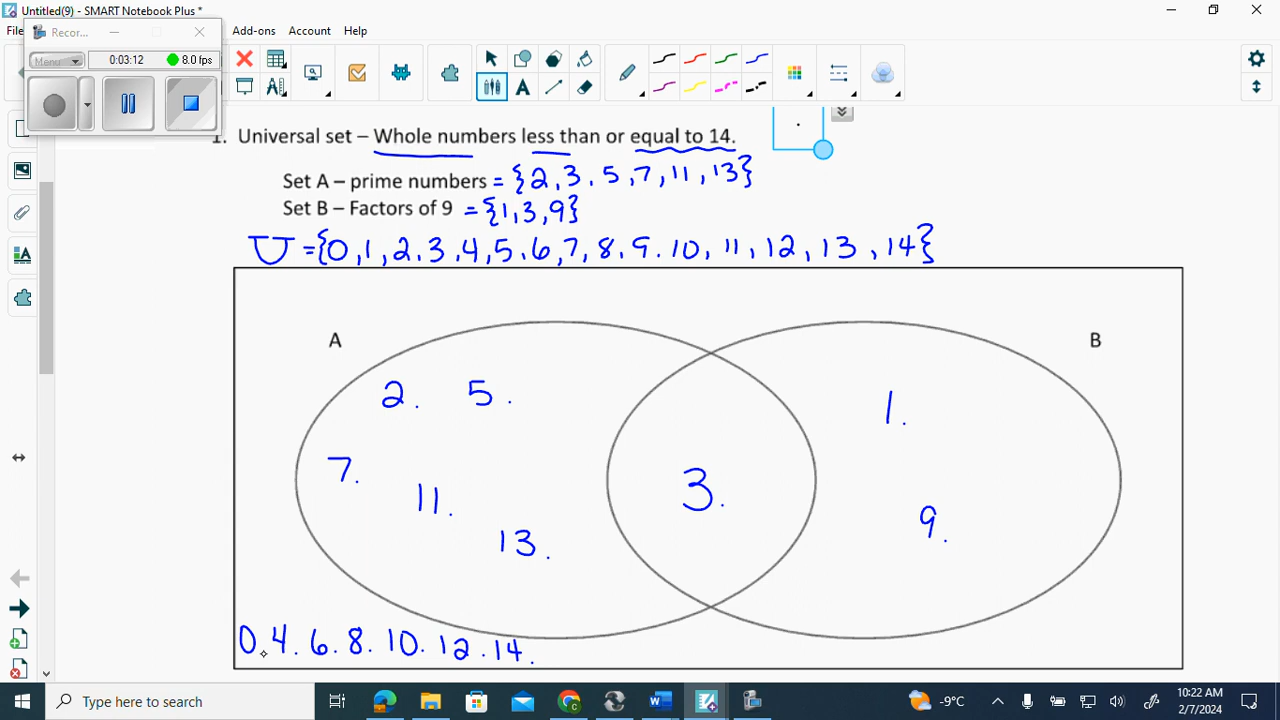 Untitled(9) - SMART Notebook Plus *
Recor...
File Add-ons Account Help
Menu 0:03:12 8.0 fps
1. Universal set – Whole numbers less than or equal to 14.
Set A – prime numbers = {2, 3, 5, 7, 11, 13}
Set B – Factors of 9 = {1, 3, 9}
U = {0, 1, 2, 3, 4, 5, 6, 7, 8, 9, 10, 11, 12, 13, 14}
A B
2. 5. 1.
7. 11. 3. 9.
13.
0. 4. 6. 8. 10. 12. 14.
Type here to search
-9°C
10:22 AM
2/7/2024